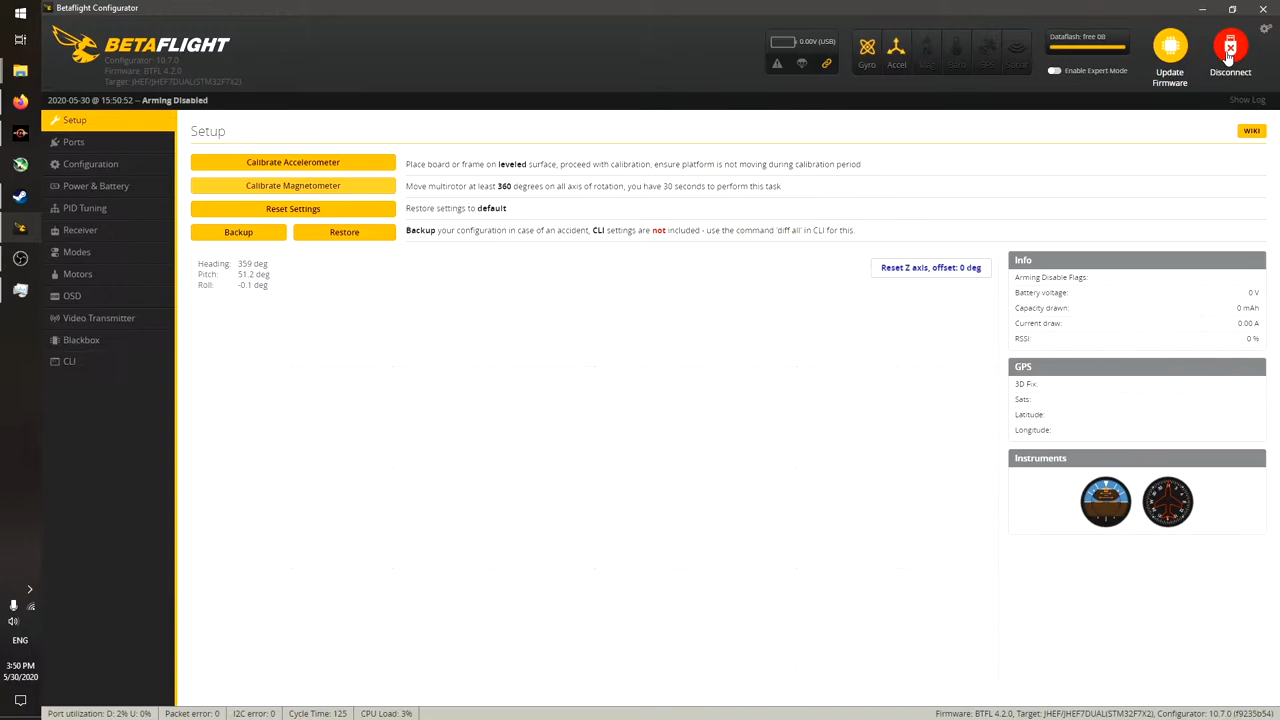 Betaflight Configurator
BETAFLIGHT
Configurator: 10.7.0
Firmware: BTFL 4.2.0
Target: JHEF/JHEF7DUAL(STM32F7X2)
0.00V (USB)
Gyro
Accel
Mag
Baro
GPS
Sonar
Dataflash: free 0B
Enable Expert Mode
Update
Firmware
Disconnect
2020-05-30 @ 15:50:52 -- Arming Disabled
Show Log
Setup
Ports
Configuration
Power & Battery
PID Tuning
Receiver
Modes
Motors
OSD
Video Transmitter
Blackbox
CLI
Setup
WIKI
Calibrate Accelerometer
Place board or frame on leveled surface, proceed with calibration, ensure platform is not moving during calibration period
Calibrate Magnetometer
Move multirotor at least 360 degrees on all axis of rotation, you have 30 seconds to perform this task
Reset Settings
Restore settings to default
Backup
Restore
Backup your configuration in case of an accident, CLI settings are not included - use the command 'diff all' in CLI for this.
Heading: 359 deg
Pitch: 51.2 deg
Roll: -0.1 deg
Reset Z axis, offset: 0 deg
Info
Arming Disable Flags:
Battery voltage: 0 V
Capacity drawn: 0 mAh
Current draw: 0.00 A
RSSI: 0 %
GPS
3D Fix:
Sats:
Latitude:
Longitude:
Instruments
ENG
3:50 PM
5/30/2020
Port utilization: D: 2% U: 0%
Packet error: 0
I2C error: 0
Cycle Time: 125
CPU Load: 3%
Firmware: BTFL 4.2.0, Target: JHEF/JHEF7DUAL(STM32F7X2), Configurator: 10.7.0 (f9235b54)